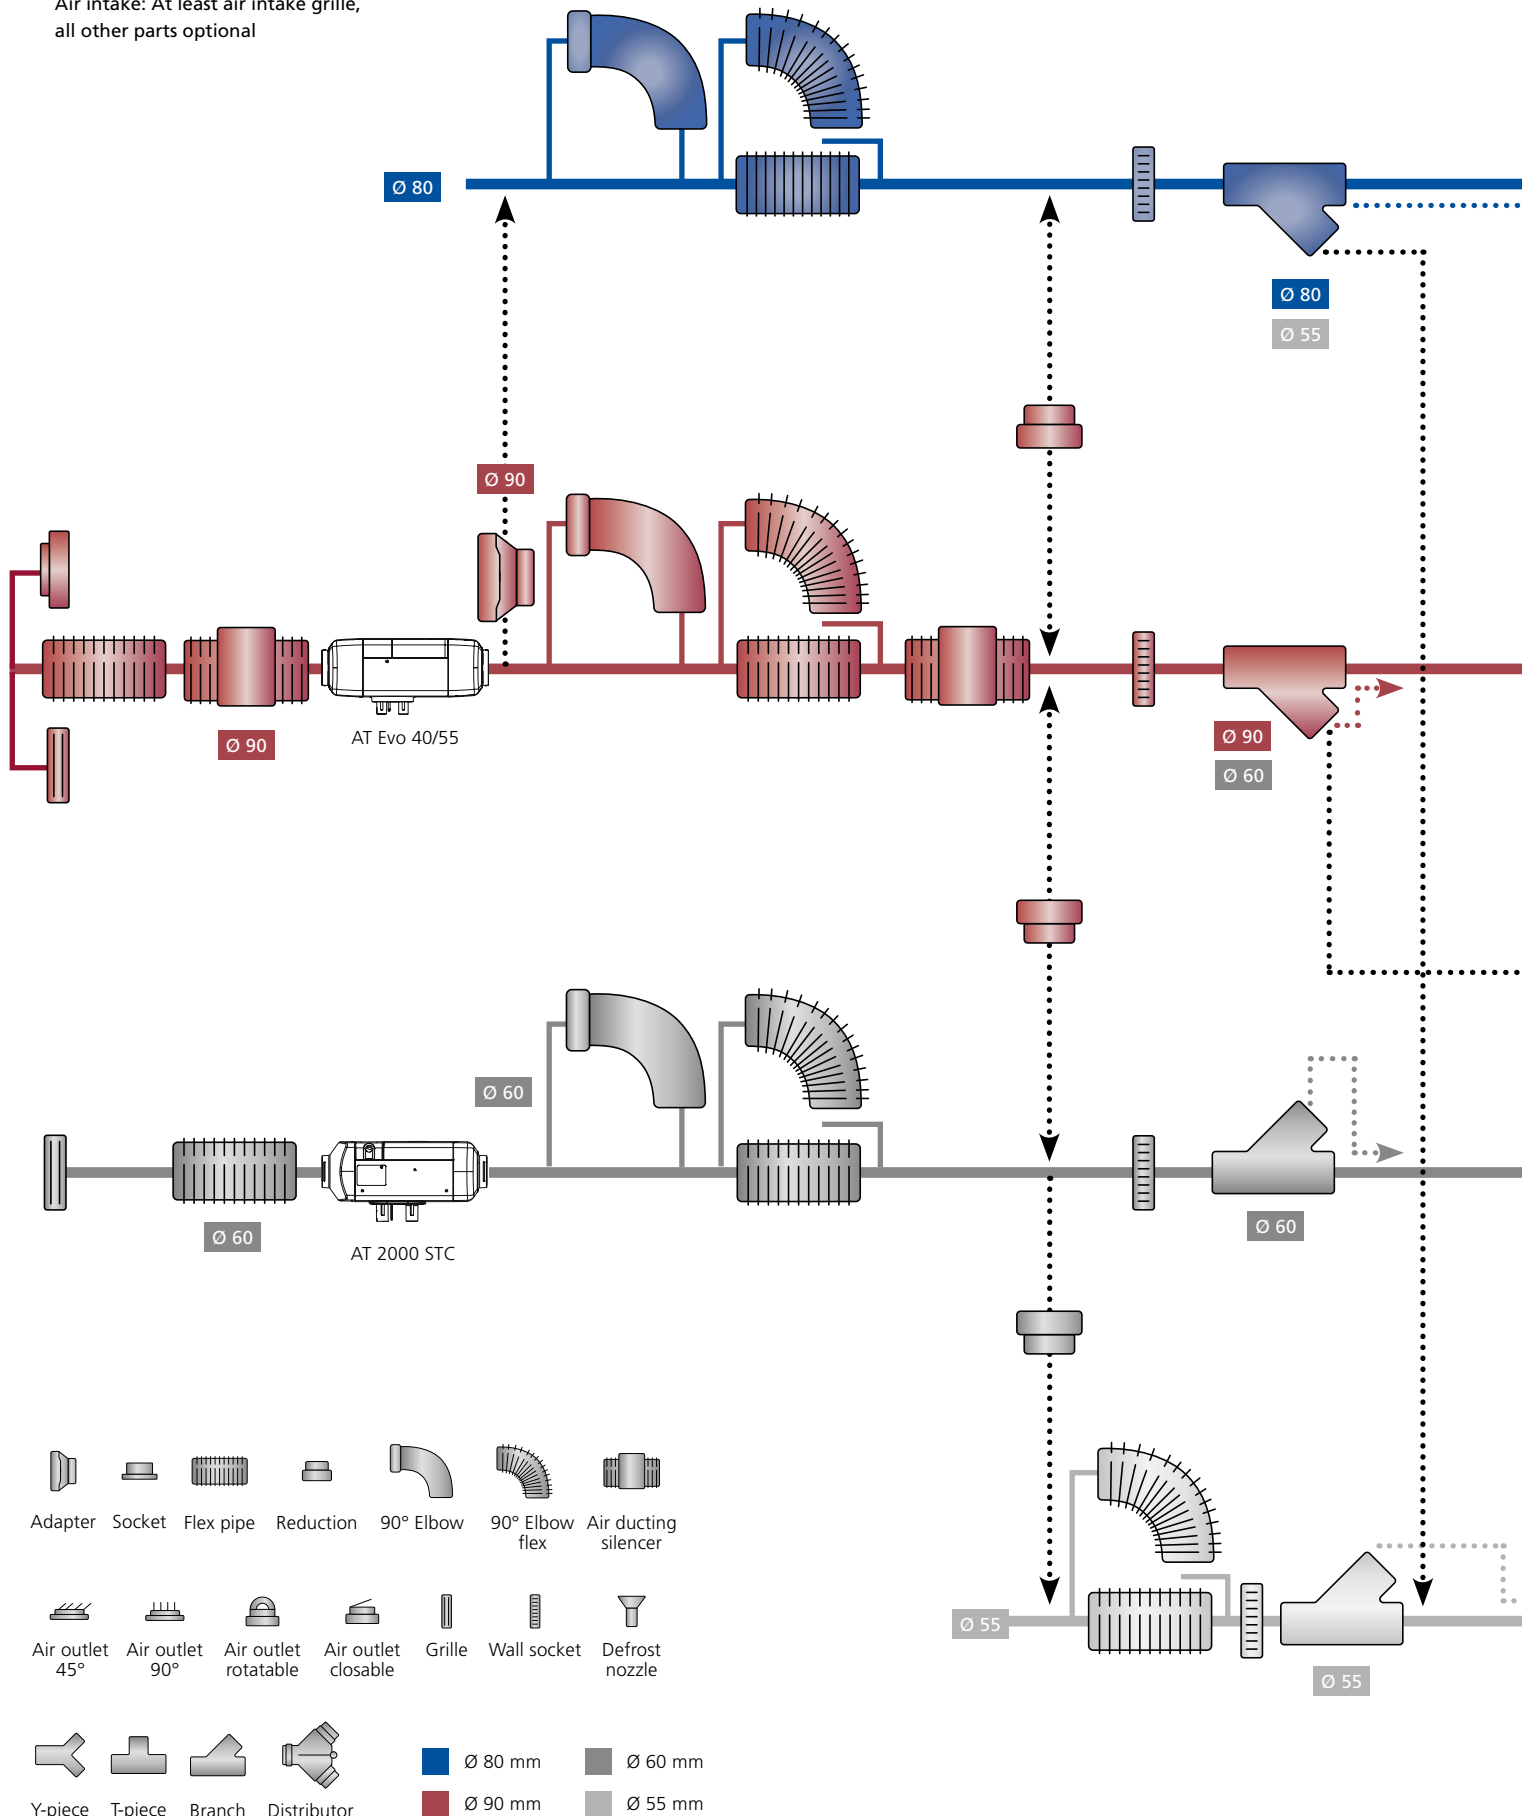 Air intake: At least air intake grille,
all other parts optional
Ø 80
Ø 80
Ø 55
Ø 90
Ø 90
AT Evo 40/55
Ø 90
Ø 60
Ø 60
Ø 60
AT 2000 STC
Ø 60
Adapter Socket Flex pipe Reduction 90° Elbow 90° Elbow Air ducting
flex silencer
Ø 55
Air outlet Air outlet Air outlet Air outlet Grille Wall socket Defrost
45° 90° rotatable closable nozzle
Ø 55
Ø 80 mm Ø 60 mm
Y-piece T-piece Branch Distributor Ø 90 mm Ø 55 mm